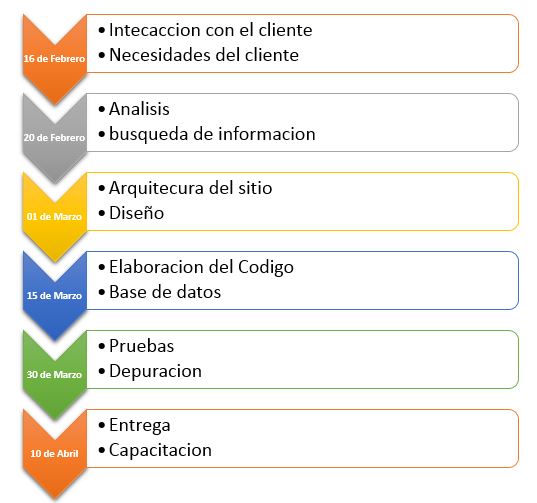 16 de Febrero
• Intecaccion con el cliente
• Necesidades del cliente
20 de Febrero
• Analisis
• busqueda de informacion
01 de Marzo
• Arquitecura del sitio
• Diseño
15 de Marzo
• Elaboracion del Codigo
• Base de datos
30 de Marzo
• Pruebas
• Depuracion
10 de Abril
• Entrega
• Capacitacion